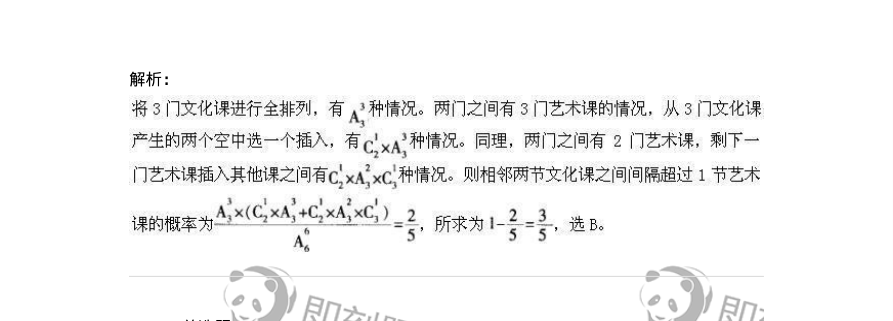 解析：
将 3 门文化课进行全排列，有 A₃³种情况。两门之间有 3 门艺术课的情况，从 3 门文化课
产生的两个空中选一个插入，有C₂¹×A₃³种情况。同理，两门之间有 2 门艺术课，剩下一
门艺术课插入其他课之间有C₂¹×A₃²×C₃¹种情况。则相邻两节文化课之间间隔超过 1 节艺术
课的概率为 A₃³×(C₂¹×A₃³+C₂¹×A₃²×C₃¹) / A₆⁶ = 2/5，所求为 1-2/5=3/5，选 B。